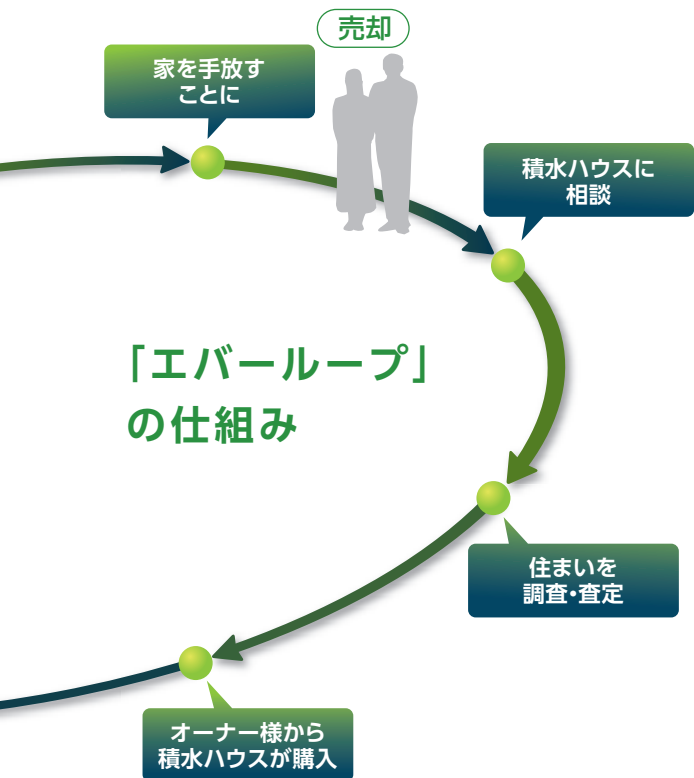 売却
家を手放す
ことに
積水ハウスに
相談
「エバーループ」
の仕組み
住まいを
調査・査定
オーナー様から
積水ハウスが購入